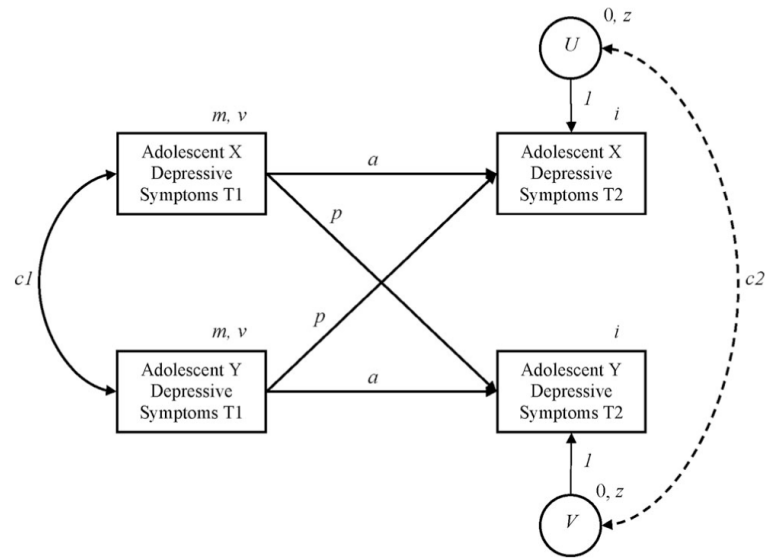 0, z
U
1
m, v
i
Adolescent X
Depressive
Symptoms T1
a
Adolescent X
Depressive
Symptoms T2
p
c1
c2
p
m, v
i
Adolescent Y
Depressive
Symptoms T1
a
Adolescent Y
Depressive
Symptoms T2
1
0, z
V